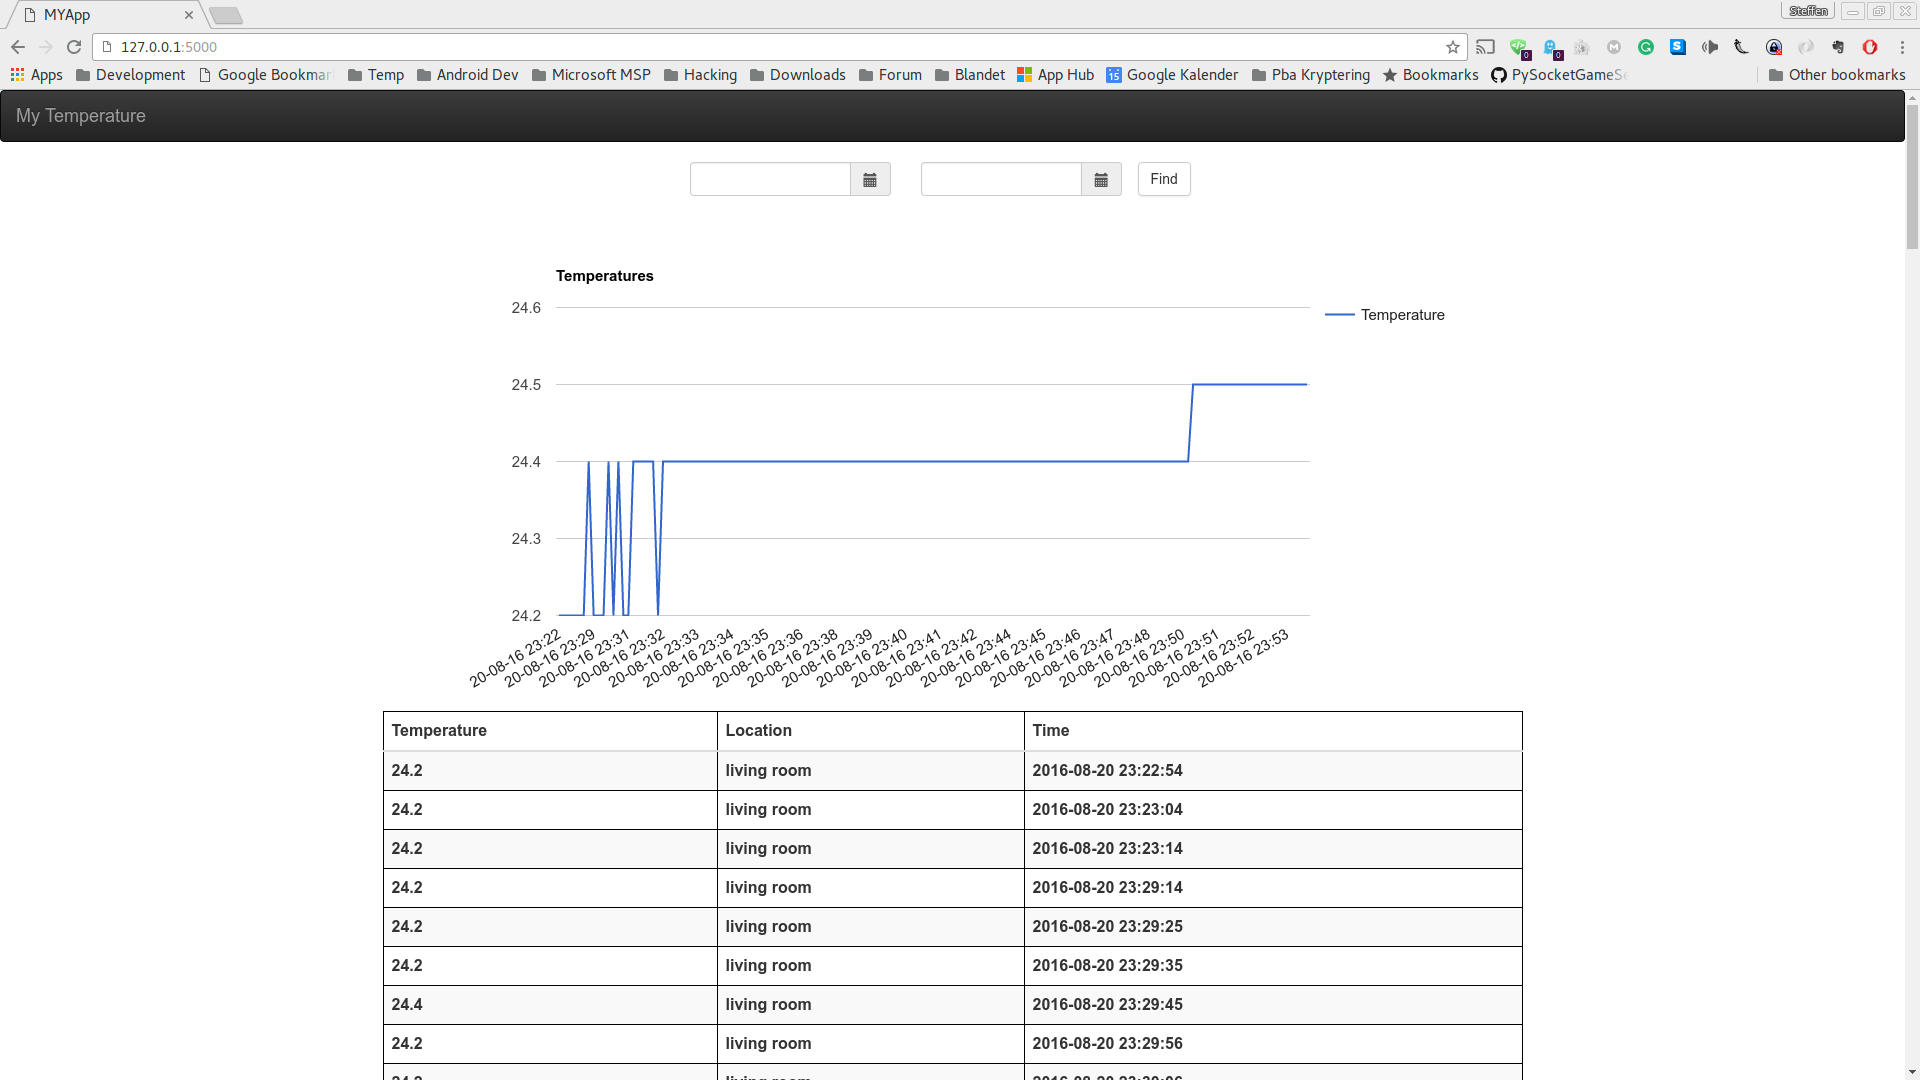 MYApp
Steffen
127.0.0.1:5000
0 0
Apps Development Google Bookmar Temp Android Dev Microsoft MSP Hacking Downloads Forum Blandet App Hub 15 Google Kalender Pba Kryptering Bookmarks PySocketGameSe Other bookmarks
My Temperature
Find
Temperatures
24.6
Temperature
24.5
24.4
24.3
24.2
20-08-16 23:22
20-08-16 23:29
20-08-16 23:31
20-08-16 23:32
20-08-16 23:33
20-08-16 23:34
20-08-16 23:35
20-08-16 23:36
20-08-16 23:38
20-08-16 23:39
20-08-16 23:40
20-08-16 23:41
20-08-16 23:42
20-08-16 23:44
20-08-16 23:45
20-08-16 23:46
20-08-16 23:47
20-08-16 23:48
20-08-16 23:50
20-08-16 23:51
20-08-16 23:52
20-08-16 23:53
Temperature Location Time
24.2 living room 2016-08-20 23:22:54
24.2 living room 2016-08-20 23:23:04
24.2 living room 2016-08-20 23:23:14
24.2 living room 2016-08-20 23:29:14
24.2 living room 2016-08-20 23:29:25
24.2 living room 2016-08-20 23:29:35
24.4 living room 2016-08-20 23:29:45
24.2 living room 2016-08-20 23:29:56